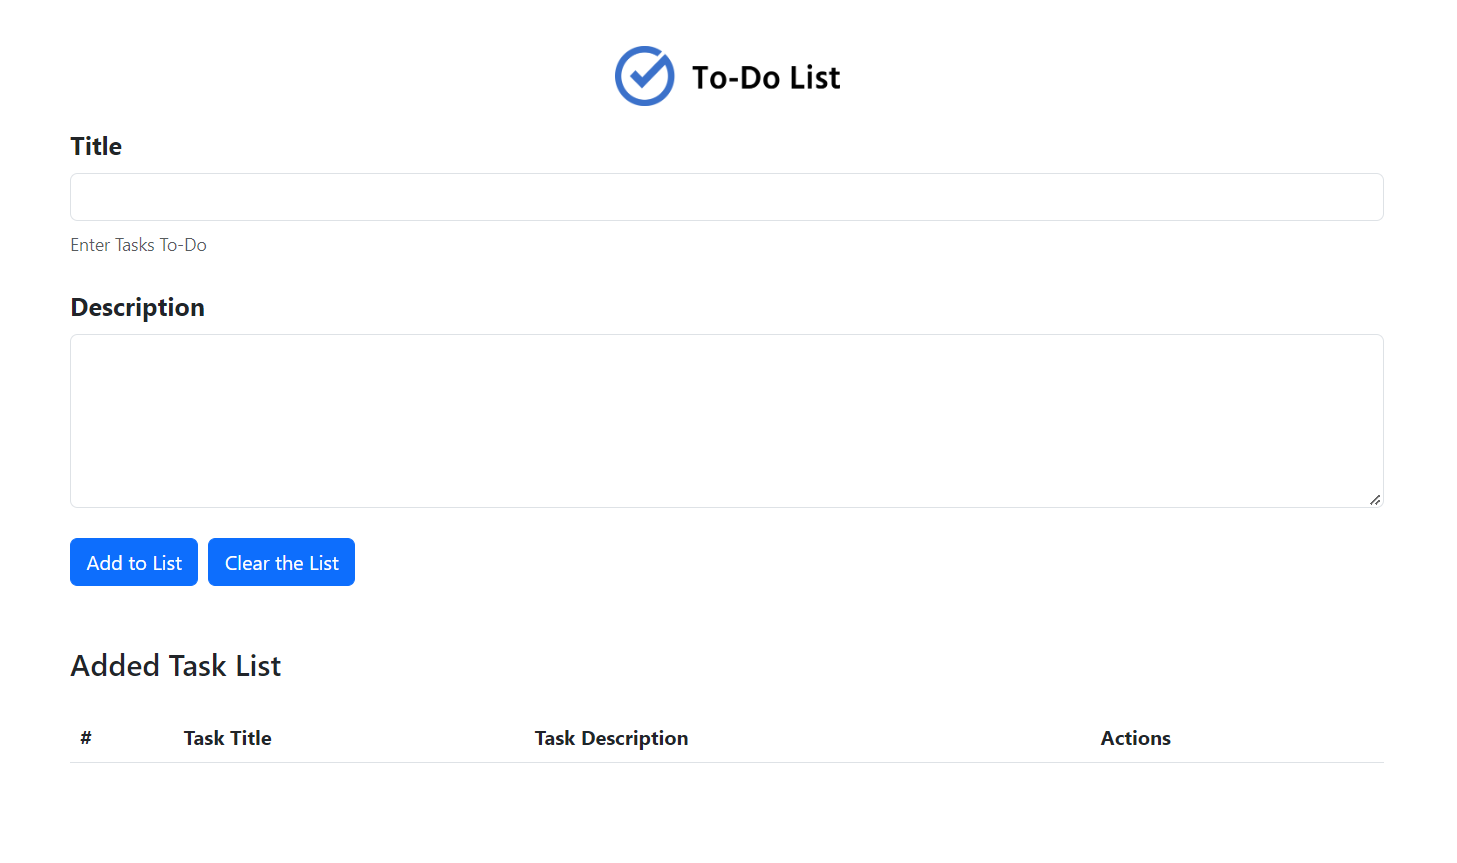 To-Do List
Title
Enter Tasks To-Do
Description
Add to List Clear the List
Added Task List
# Task Title Task Description Actions